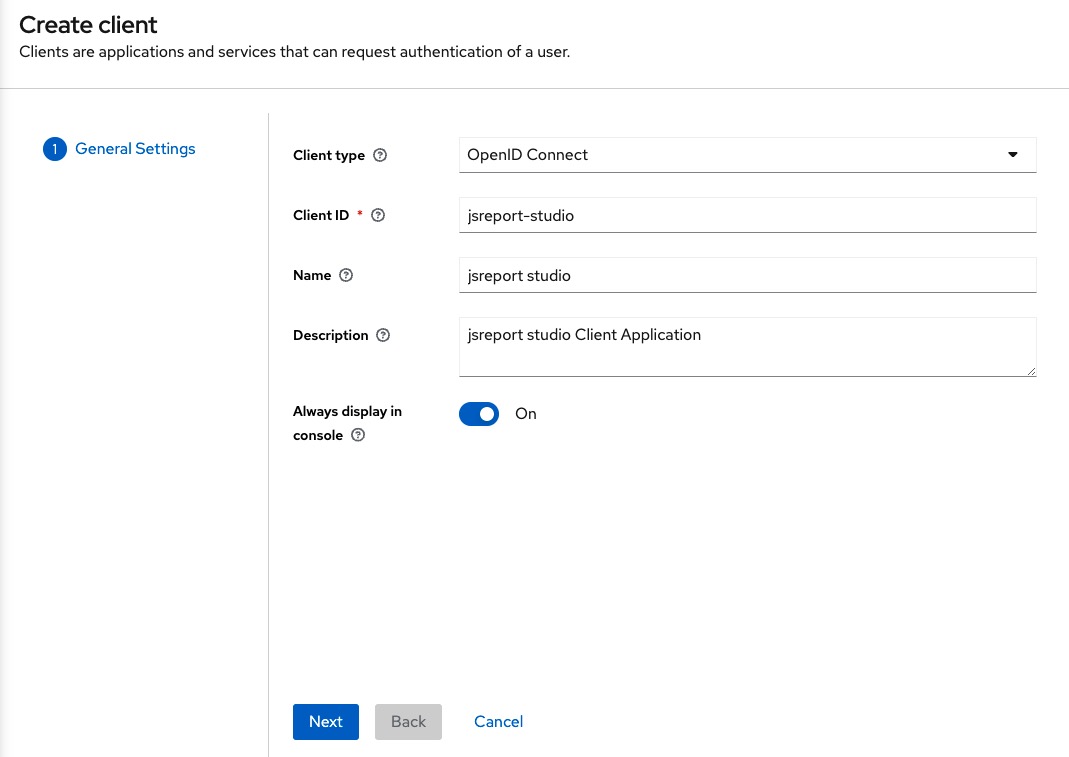 Create client
Clients are applications and services that can request authentication of a user.
1 General Settings
Client type
OpenID Connect
Client ID *
jsreport-studio
Name
jsreport studio
Description
jsreport studio Client Application
Always display in
console
On
Next Back Cancel